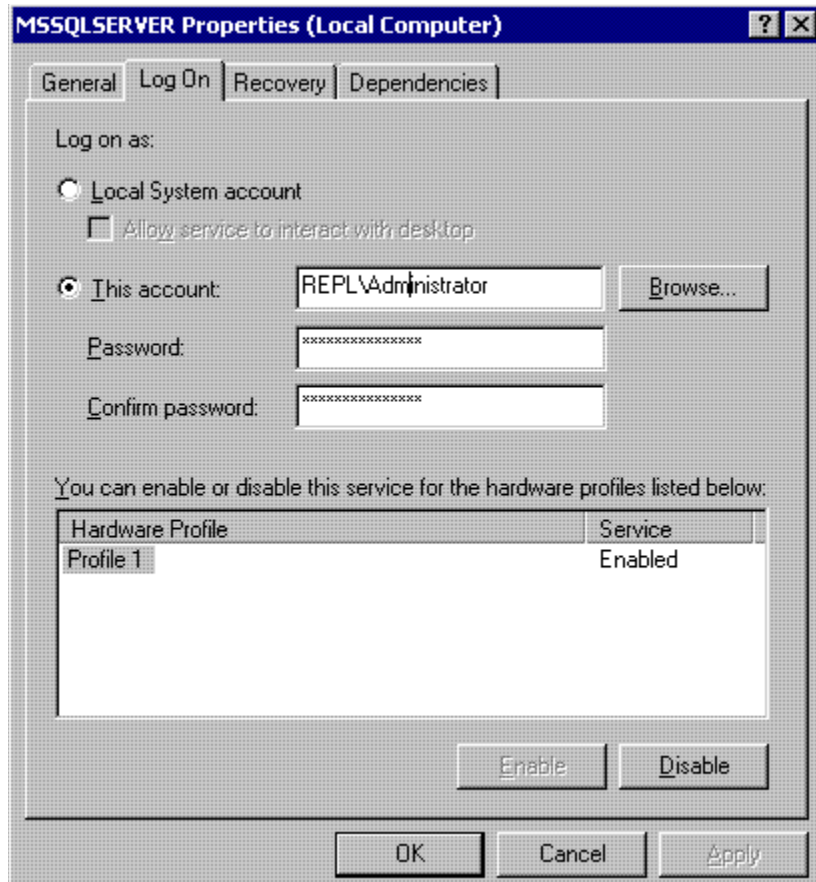 MSSQLSERVER Properties (Local Computer)
General Log On Recovery Dependencies
Log on as:
Local System account
Allow service to interact with desktop
This account: REPL\Administrator Browse...
Password: ***************
Confirm password: ***************
You can enable or disable this service for the hardware profiles listed below:
Hardware Profile Service
Profile 1 Enabled
Enable Disable
OK Cancel Apply